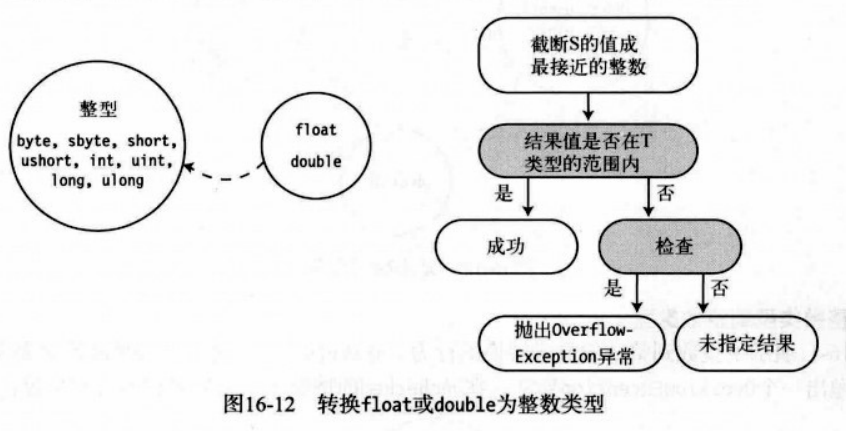 整型
byte, sbyte, short,
ushort, int, uint,
long, ulong
float
double
截断S的值成
最接近的整数
结果值是否在T
类型的范围内
是
否
成功
检查
是
否
抛出Overflow-
Exception异常
未指定结果
图16-12 转换float或double为整数类型